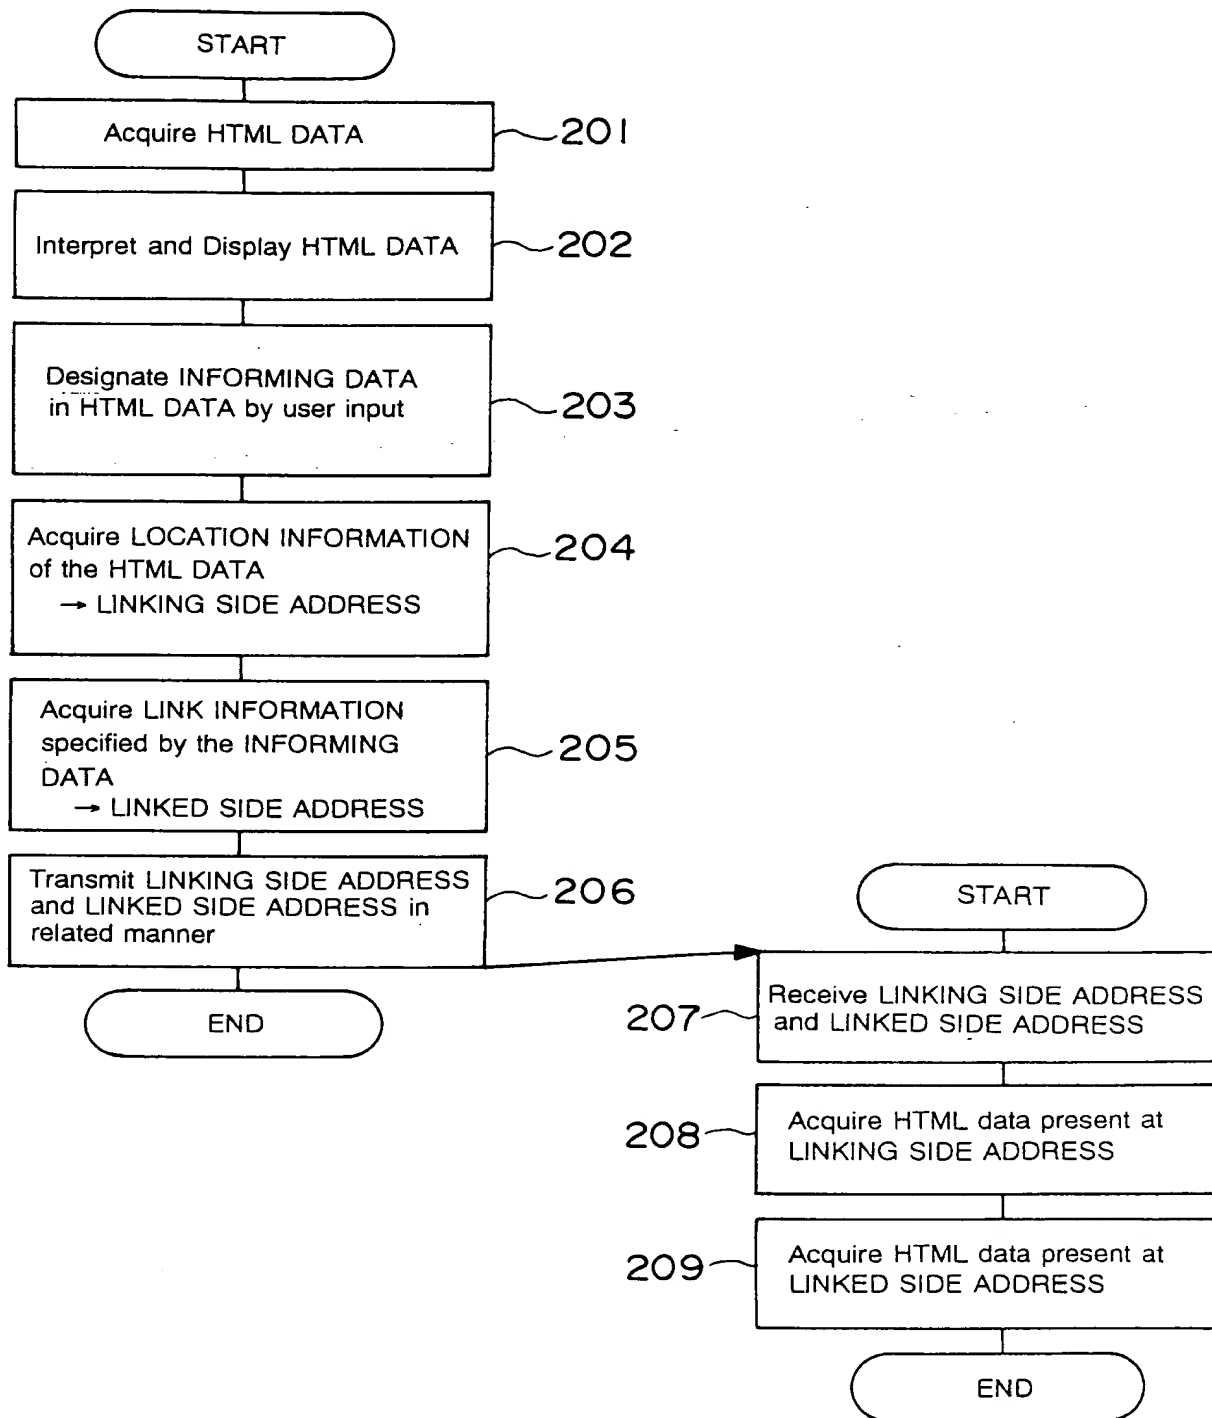 START
Acquire HTML DATA
201
Interpret and Display HTML DATA
202
Designate INFORMING DATA
in HTML DATA by user input
203
Acquire LOCATION INFORMATION
of the HTML DATA
→ LINKING SIDE ADDRESS
204
Acquire LINK INFORMATION
specified by the INFORMING
DATA
→ LINKED SIDE ADDRESS
205
Transmit LINKING SIDE ADDRESS
and LINKED SIDE ADDRESS in
related manner
206
END
START
Receive LINKING SIDE ADDRESS
and LINKED SIDE ADDRESS
207
Acquire HTML data present at
LINKING SIDE ADDRESS
208
Acquire HTML data present at
LINKED SIDE ADDRESS
209
END